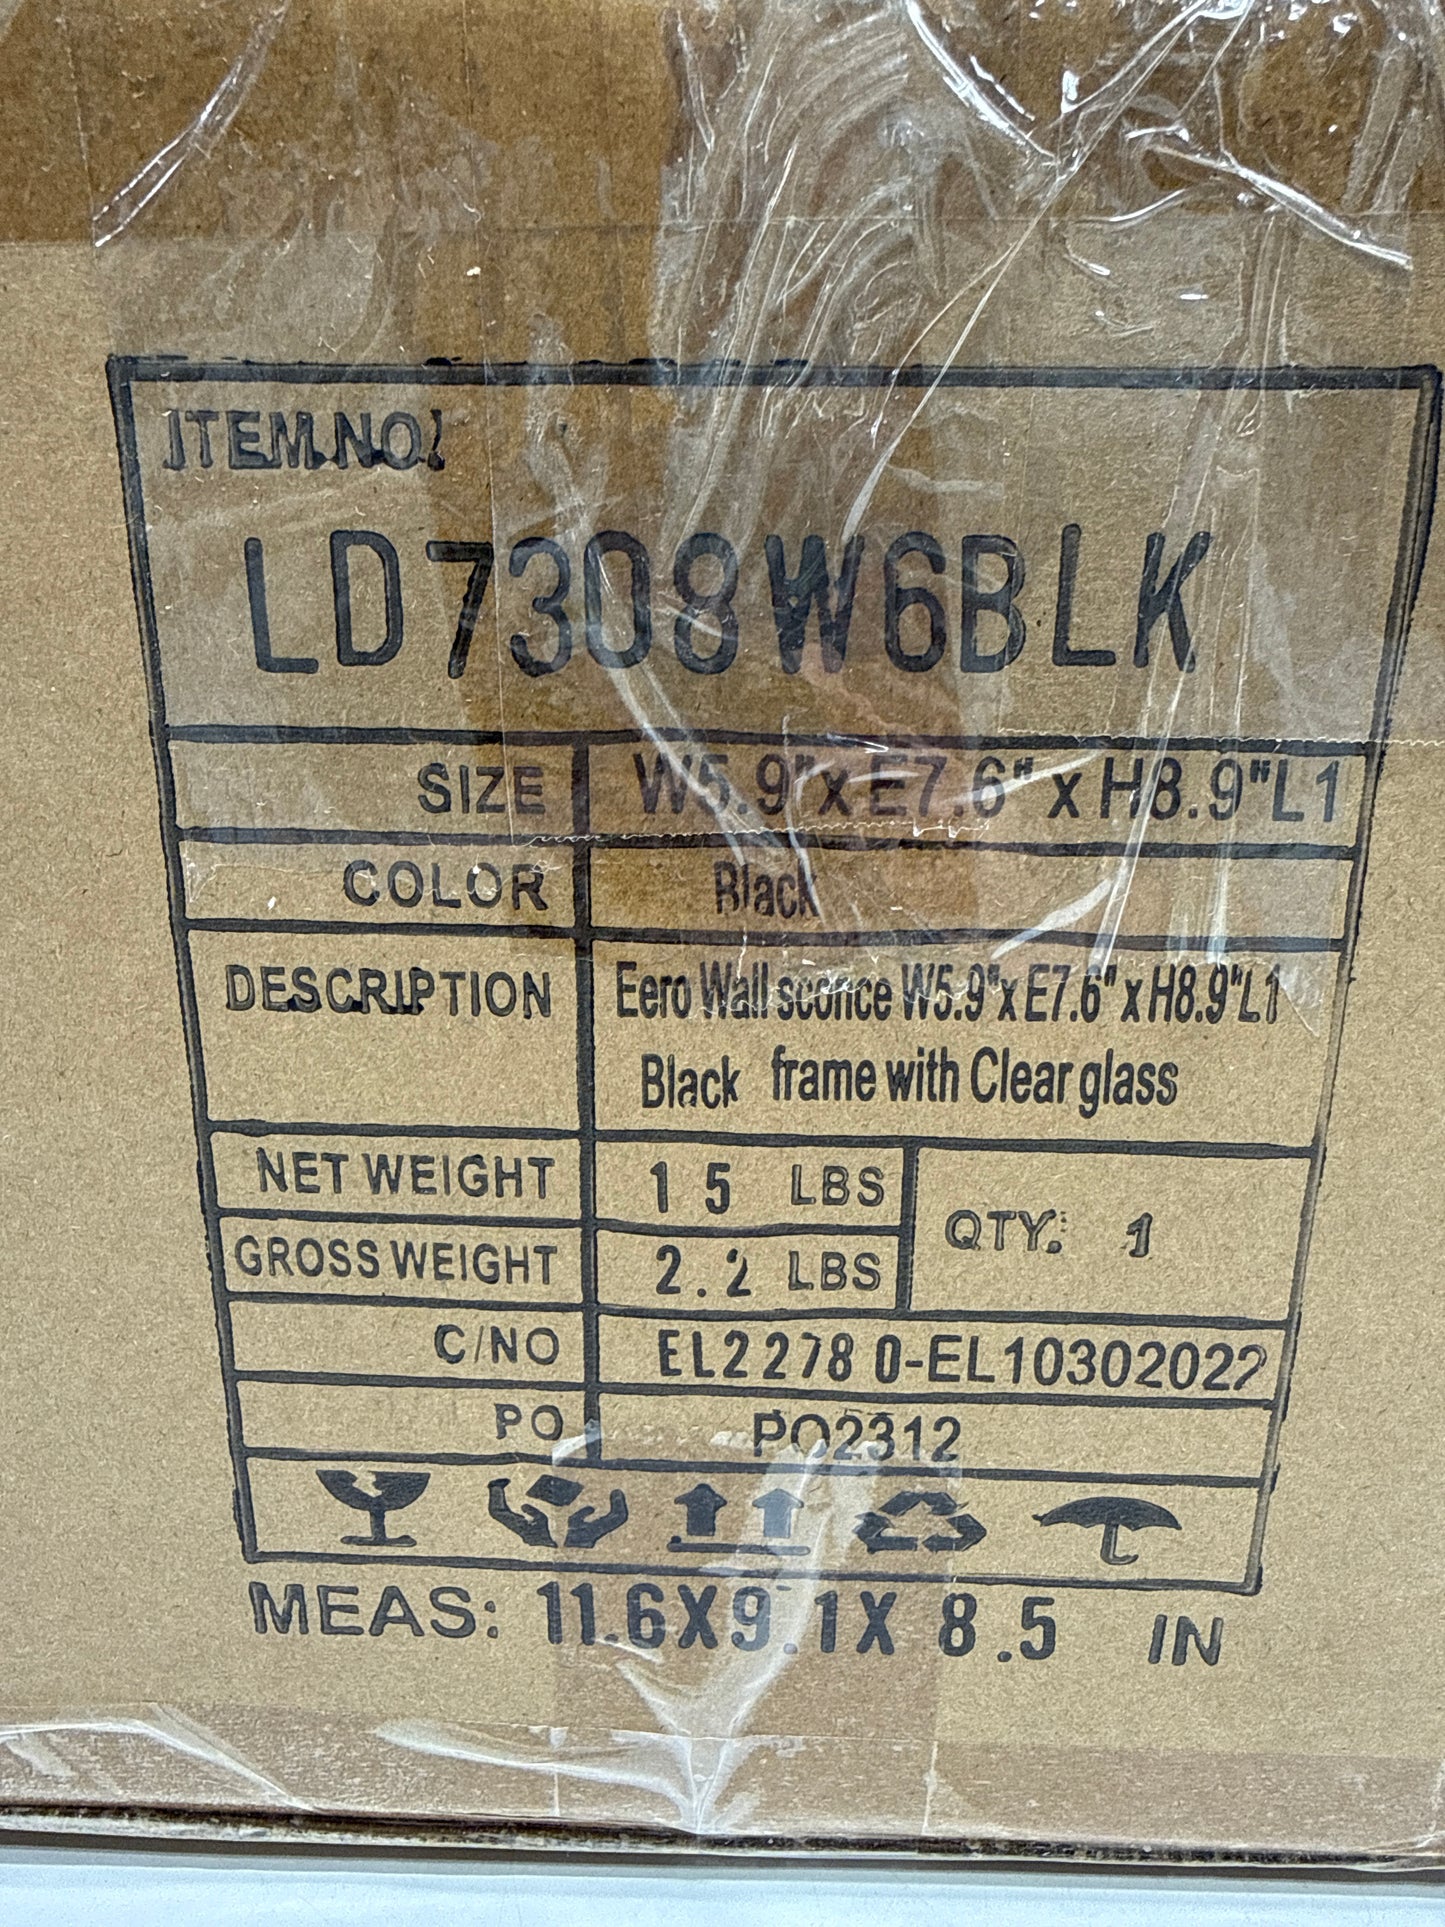 ITEM.NO:
LD7308W6BLK
SIZE W5.9"x E7.6" x H8.9"L1
COLOR Black
DESCRIPTION Eero Wall sconce W5.9"x E7.6" x H8.9"L1
Black frame with Clear glass
NET WEIGHT 1 5 LBS
QTY: 1
GROSS WEIGHT 2.2 LBS
C/NO EL22780-EL10302022
PO PO2312
MEAS: 11.6X9.1X 8.5 IN